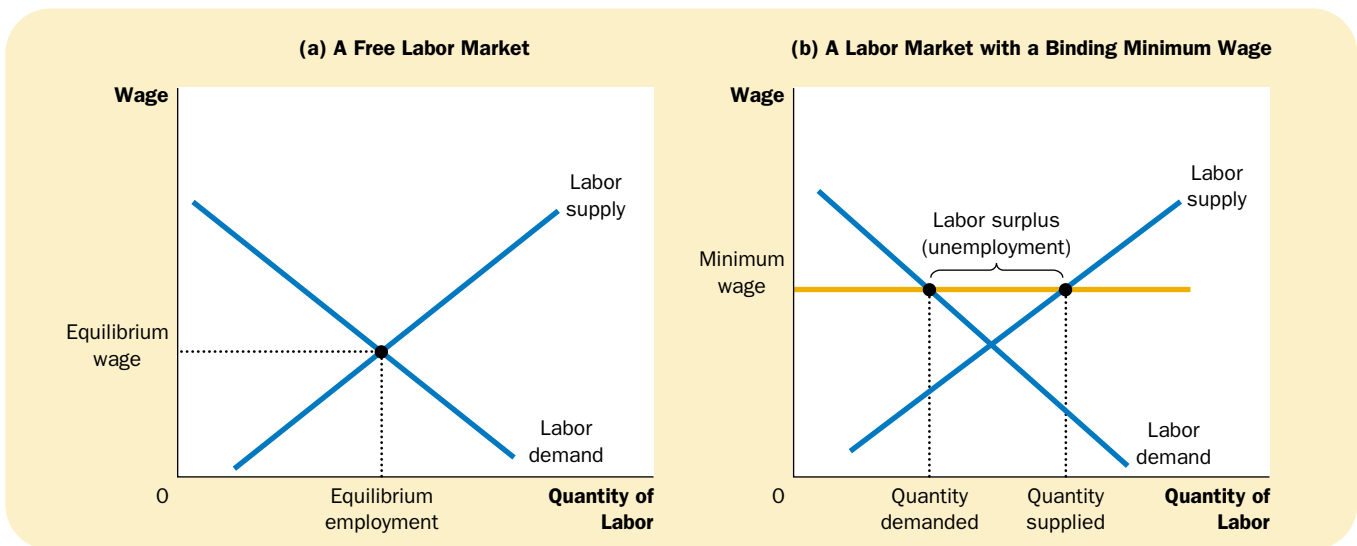 (a) A Free Labor Market
Wage
Labor
supply
Equilibrium
wage
Labor
demand
0
Equilibrium
employment
Quantity of
Labor
(b) A Labor Market with a Binding Minimum Wage
Wage
Labor
supply
Labor surplus
(unemployment)
Minimum
wage
Labor
demand
0
Quantity
demanded
Quantity
supplied
Quantity of
Labor